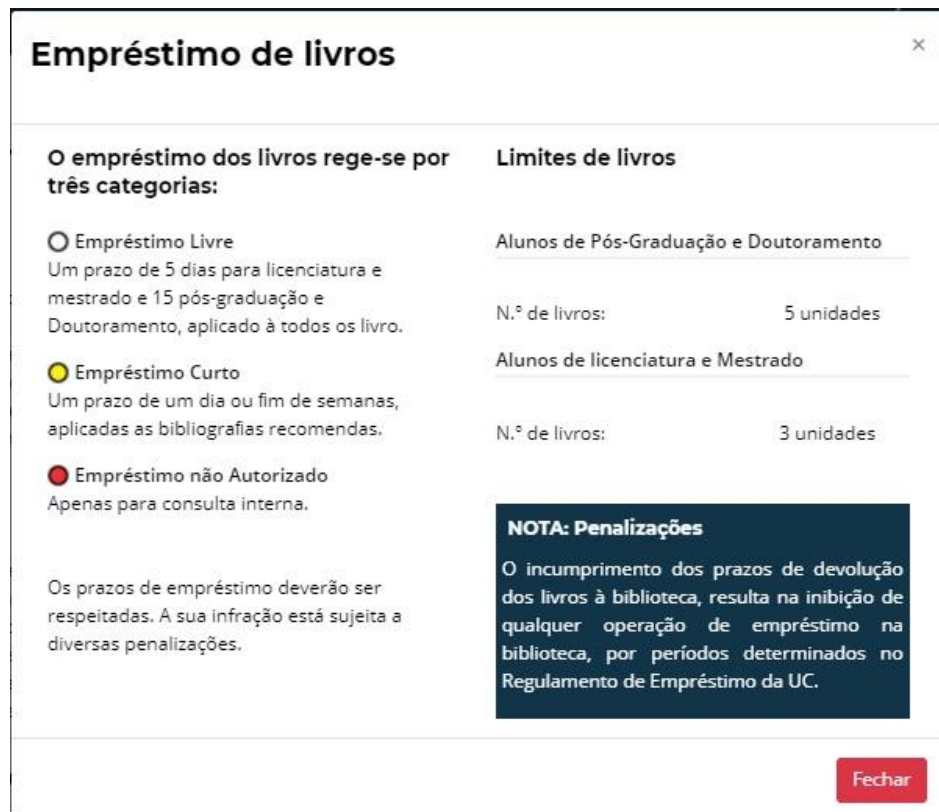 Empréstimo de livros
×
O empréstimo dos livros rege-se por
três categorias:
Empréstimo Livre
Um prazo de 5 dias para licenciatura e
mestrado e 15 pós-graduação e
Doutoramento, aplicado à todos os livro.
Empréstimo Curto
Um prazo de um dia ou fim de semanas,
aplicadas as bibliografias recomendas.
Empréstimo não Autorizado
Apenas para consulta interna.
Os prazos de empréstimo deverão ser
respeitadas. A sua infração está sujeita a
diversas penalizações.
Limites de livros
Alunos de Pós-Graduação e Doutoramento
N.º de livros: 5 unidades
Alunos de licenciatura e Mestrado
N.º de livros: 3 unidades
NOTA: Penalizações
O incumprimento dos prazos de devolução
dos livros à biblioteca, resulta na inibição de
qualquer operação de empréstimo na
biblioteca, por períodos determinados no
Regulamento de Empréstimo da UC.
Fechar